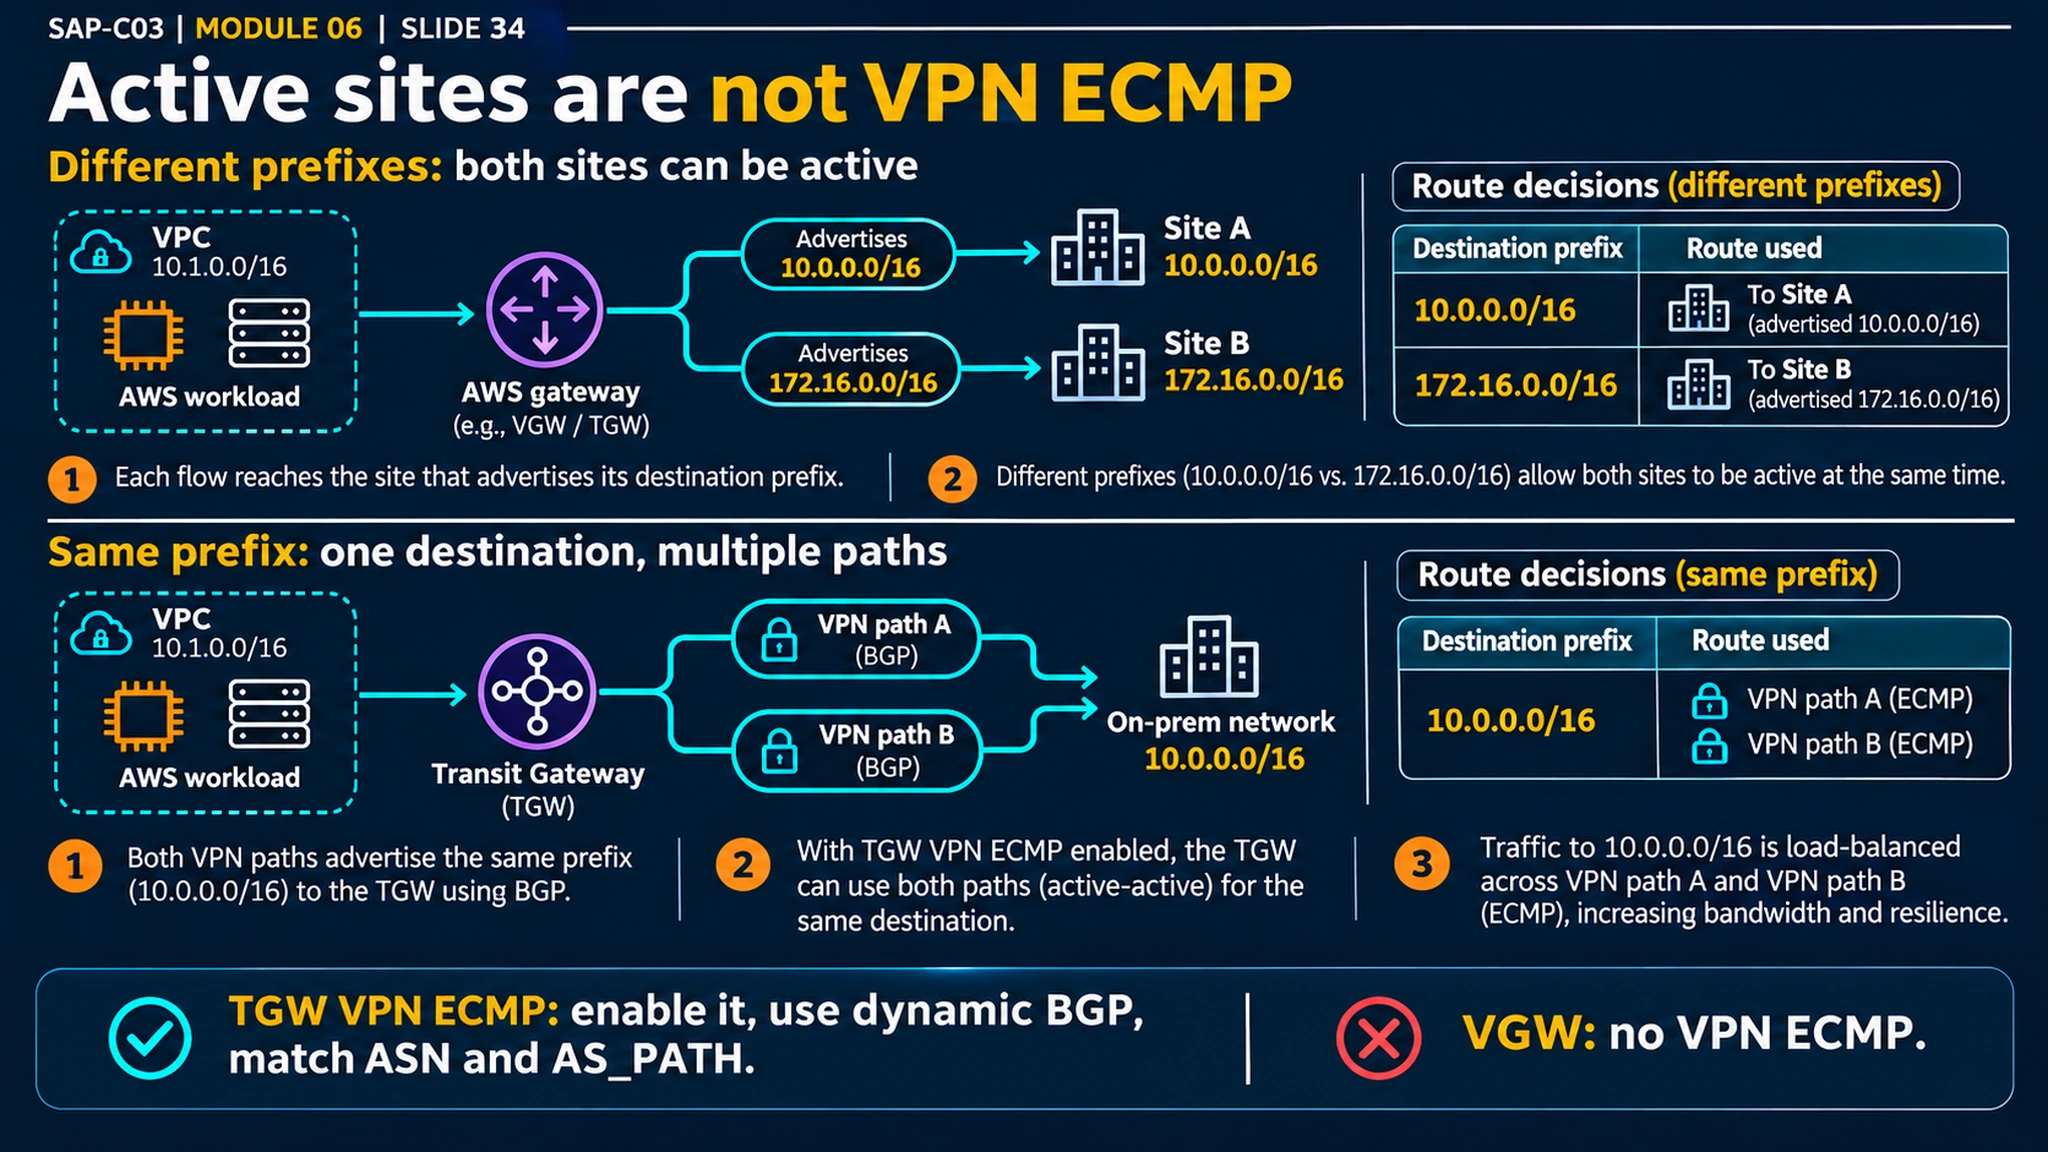 SAP-C03 | MODULE 06 | SLIDE 34
Active sites are not VPN ECMP
Different prefixes: both sites can be active
VPC
10.1.0.0/16
AWS workload
AWS gateway
(e.g., VGW / TGW)
Advertises
10.0.0.0/16
Advertises
172.16.0.0/16
Site A
10.0.0.0/16
Site B
172.16.0.0/16
Route decisions (different prefixes)
Destination prefix
Route used
10.0.0.0/16
To Site A
(advertised 10.0.0.0/16)
172.16.0.0/16
To Site B
(advertised 172.16.0.0/16)
1
Each flow reaches the site that advertises its destination prefix.
2
Different prefixes (10.0.0.0/16 vs. 172.16.0.0/16) allow both sites to be active at the same time.
Same prefix: one destination, multiple paths
VPC
10.1.0.0/16
AWS workload
Transit Gateway
(TGW)
VPN path A
(BGP)
VPN path B
(BGP)
On-prem network
10.0.0.0/16
Route decisions (same prefix)
Destination prefix
Route used
10.0.0.0/16
VPN path A (ECMP)
VPN path B (ECMP)
1
Both VPN paths advertise the same prefix
(10.0.0.0/16) to the TGW using BGP.
2
With TGW VPN ECMP enabled, the TGW
can use both paths (active-active) for the
same destination.
3
Traffic to 10.0.0.0/16 is load-balanced
across VPN path A and VPN path B
(ECMP), increasing bandwidth and resilience.
TGW VPN ECMP: enable it, use dynamic BGP,
match ASN and AS_PATH.
VGW: no VPN ECMP.